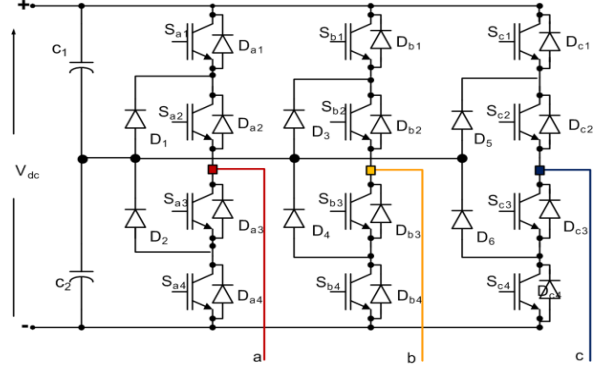 +
C1
Sa1
Da1
Sb1
Db1
Sc1
Dc1
D1
Sa2
Da2
D3
Sb2
Db2
D5
Sc2
Dc2
Vdc
D2
Sa3
Da3
D4
Sb3
Db3
D6
Sc3
Dc3
C2
Sa4
Da4
Sb4
Db4
Sc4
Dc4
-
a
b
c